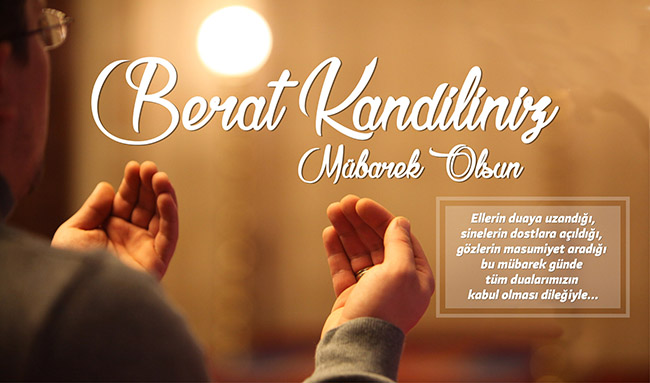 Berat Kandiliniz
Mübarek Olsun
Ellerin duaya uzandığı,
sinelerin dostlara açıldığı,
gözlerin masumiyet aradığı
bu mübarek günde
tüm dualarımızın
kabul olması dileğiyle...